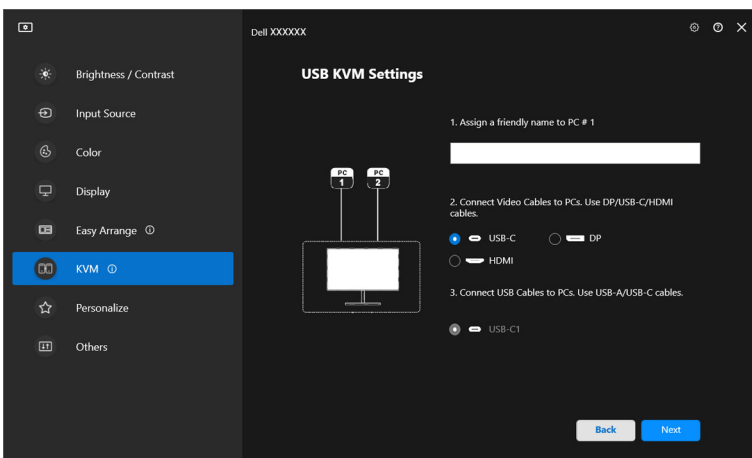 Dell XXXXXX
Brightness / Contrast
Input Source
Color
Display
Easy Arrange
KVM
Personalize
Others
USB KVM Settings
PC
1
PC
2
1. Assign a friendly name to PC # 1
2. Connect Video Cables to PCs. Use DP/USB-C/HDMI
cables.
USB-C
DP
HDMI
3. Connect USB Cables to PCs. Use USB-A/USB-C cables.
USB-C1
Back
Next